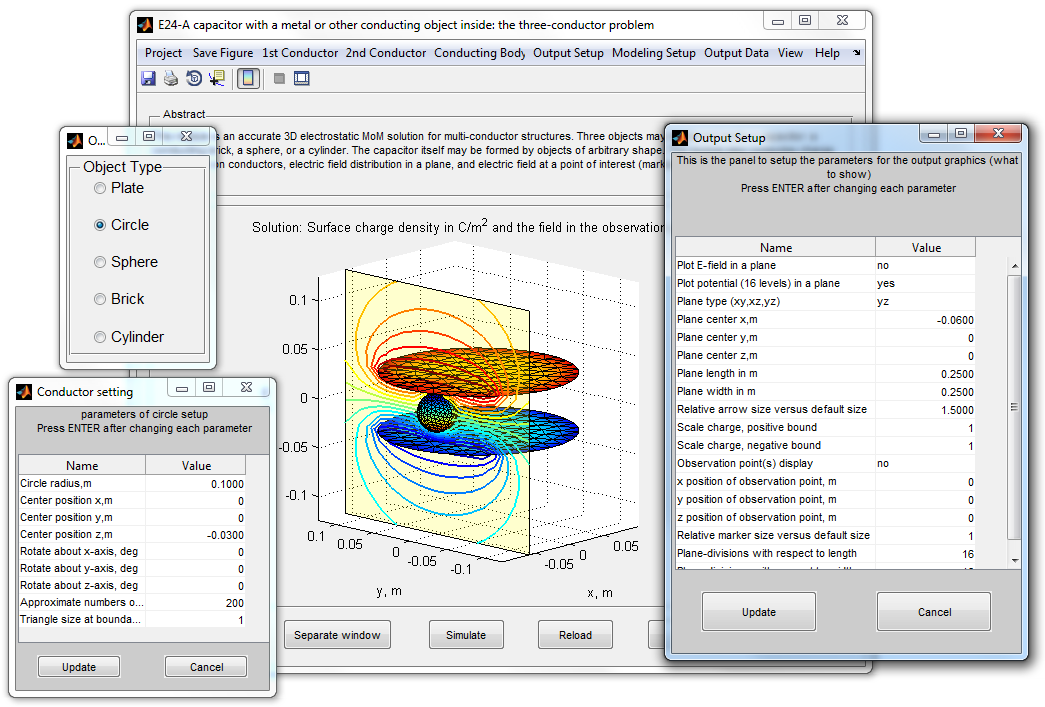 E24-A capacitor with a metal or other conducting object inside: the three-conductor problem
Project Save Figure 1st Conductor 2nd Conductor Conducting Body Output Setup Modeling Setup Output Data View Help
Abstract
is an accurate 3D electrostatic MoM solution for multi-conductor structures. Three objects may
brick, a sphere, or a cylinder. The capacitor itself may be formed by objects of arbitrary shape.
on conductors, electric field distribution in a plane, and electric field at a point of interest (mark
O...
Object Type
Plate
Circle
Sphere
Brick
Cylinder
Solution: Surface charge density in C/m2 and the field in the observation
0.1
0.05
0
-0.05
-0.1
0.1
0.05
0
-0.05
-0.1
y, m
-0.05
0
0.05
x, m
Separate window
Simulate
Reload
Conductor setting
parameters of circle setup
Press ENTER after changing each parameter
Name Value
Circle radius,m 0.1000
Center position x,m 0
Center position y,m 0
Center position z,m -0.0300
Rotate about x-axis, deg 0
Rotate about y-axis, deg 0
Rotate about z-axis, deg 0
Approximate numbers o... 200
Triangle size at bounda... 1
Update Cancel
Output Setup
This is the panel to setup the parameters for the output graphics (what
to show)
Press ENTER after changing each parameter
Name Value
Plot E-field in a plane no
Plot potential (16 levels) in a plane yes
Plane type (xy,xz,yz) yz
Plane center x,m -0.0600
Plane center y,m 0
Plane center z,m 0
Plane length in m 0.2500
Plane width in m 0.2500
Relative arrow size versus default size 1.5000
Scale charge, positive bound 1
Scale charge, negative bound 1
Observation point(s) display no
x position of observation point, m 0
y position of observation point, m 0
z position of observation point, m 0
Relative marker size versus default size 1
Plane-divisions with respect to length 16
Update Cancel